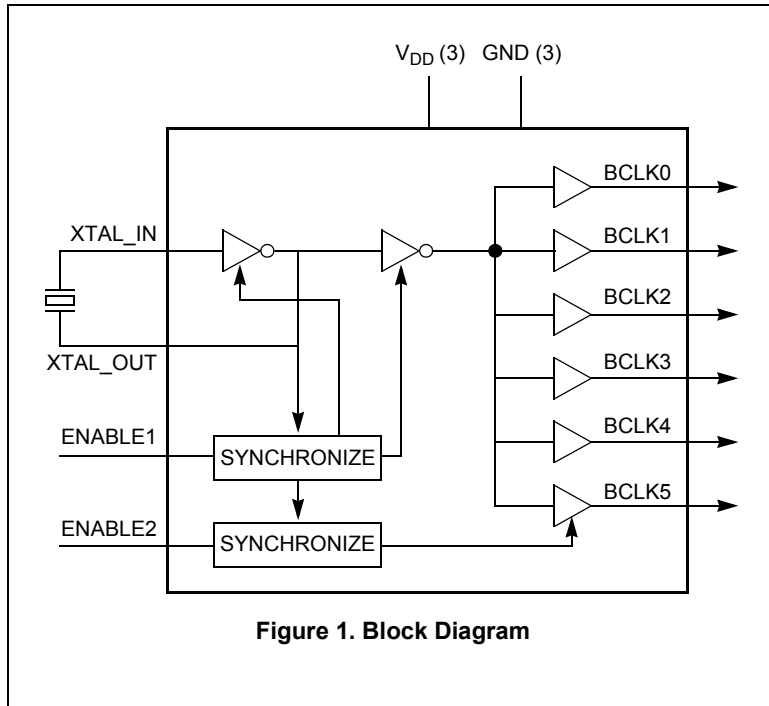 V_DD (3) GND (3)
BCLK0
XTAL_IN
BCLK1
BCLK2
XTAL_OUT
BCLK3
ENABLE1
SYNCHRONIZE
BCLK4
BCLK5
ENABLE2
SYNCHRONIZE
Figure 1. Block Diagram